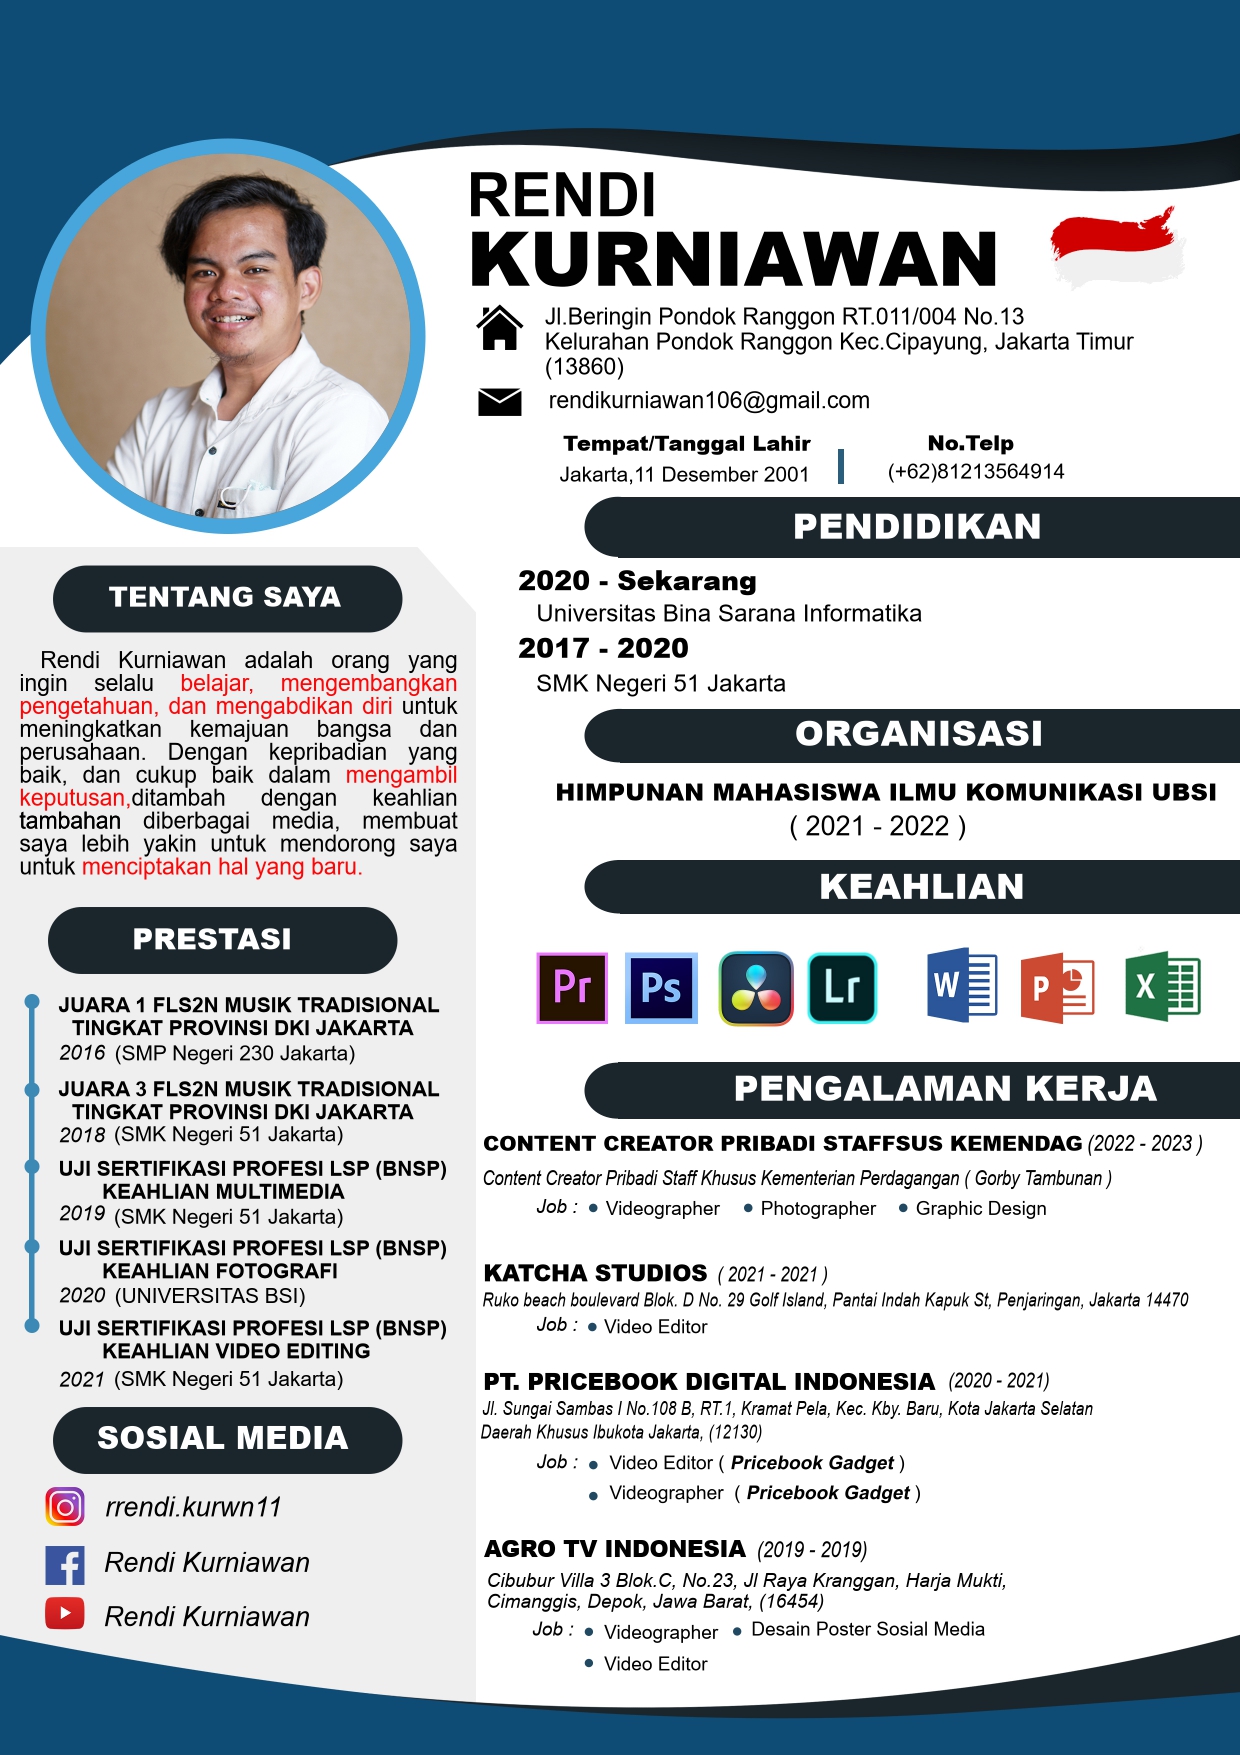 RENDI
KURNIAWAN
Jl.Beringin Pondok Ranggon RT.011/004 No.13
Kelurahan Pondok Ranggon Kec.Cipayung, Jakarta Timur
(13860)
rendikurniawan106@gmail.com
Tempat/Tanggal Lahir
Jakarta,11 Desember 2001
No.Telp
(+62)81213564914
TENTANG SAYA
Rendi Kurniawan adalah orang yang
ingin selalu belajar, mengembangkan
pengetahuan, dan mengabdikan diri untuk
meningkatkan kemajuan bangsa dan
perusahaan. Dengan kepribadian yang
baik, dan cukup baik dalam mengambil
keputusan,ditambah dengan keahlian
tambahan diberbagai media, membuat
saya lebih yakin untuk mendorong saya
untuk menciptakan hal yang baru.
PRESTASI
JUARA 1 FLS2N MUSIK TRADISIONAL
TINGKAT PROVINSI DKI JAKARTA
2016 (SMP Negeri 230 Jakarta)
JUARA 3 FLS2N MUSIK TRADISIONAL
TINGKAT PROVINSI DKI JAKARTA
2018 (SMK Negeri 51 Jakarta)
UJI SERTIFIKASI PROFESI LSP (BNSP)
KEAHLIAN MULTIMEDIA
2019 (SMK Negeri 51 Jakarta)
UJI SERTIFIKASI PROFESI LSP (BNSP)
KEAHLIAN FOTOGRAFI
2020 (UNIVERSITAS BSI)
UJI SERTIFIKASI PROFESI LSP (BNSP)
KEAHLIAN VIDEO EDITING
2021 (SMK Negeri 51 Jakarta)
SOSIAL MEDIA
rrendi.kurwn11
Rendi Kurniawan
Rendi Kurniawan
PENDIDIKAN
2020 - Sekarang
Universitas Bina Sarana Informatika
2017 - 2020
SMK Negeri 51 Jakarta
ORGANISASI
HIMPUNAN MAHASISWA ILMU KOMUNIKASI UBSI
( 2021 - 2022 )
KEAHLIAN
Pr Ps Lr W P X
PENGALAMAN KERJA
CONTENT CREATOR PRIBADI STAFFSUS KEMENDAG (2022 - 2023 )
Content Creator Pribadi Staff Khusus Kementerian Perdagangan ( Gorby Tambunan )
Job : • Videographer • Photographer • Graphic Design
KATCHA STUDIOS ( 2021 - 2021 )
Ruko beach boulevard Blok. D No. 29 Golf Island, Pantai Indah Kapuk St, Penjaringan, Jakarta 14470
Job : • Video Editor
PT. PRICEBOOK DIGITAL INDONESIA (2020 - 2021)
Jl. Sungai Sambas I No.108 B, RT.1, Kramat Pela, Kec. Kby. Baru, Kota Jakarta Selatan
Daerah Khusus Ibukota Jakarta, (12130)
Job : • Video Editor ( Pricebook Gadget )
• Videographer ( Pricebook Gadget )
AGRO TV INDONESIA (2019 - 2019)
Cibubur Villa 3 Blok.C, No.23, Jl Raya Kranggan, Harja Mukti,
Cimanggis, Depok, Jawa Barat, (16454)
Job : • Videographer • Desain Poster Sosial Media
• Video Editor